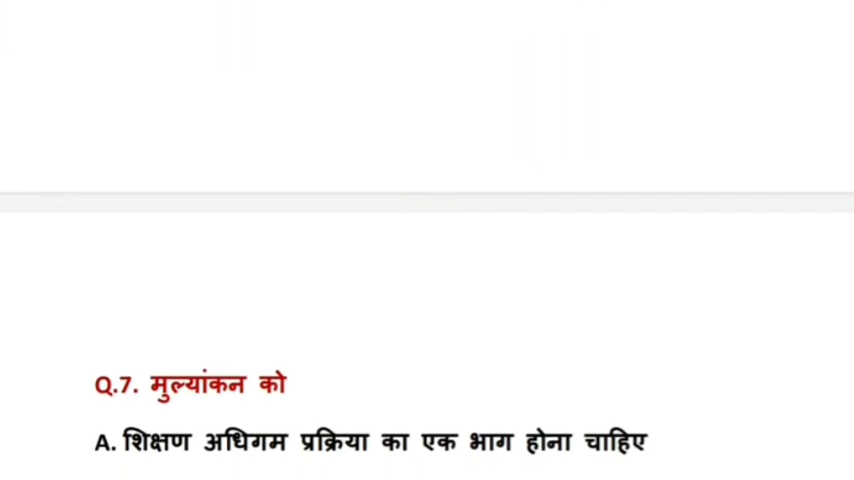 Q.7. मुल्यांकन को
A. शिक्षण अधिगम प्रक्रिया का एक भाग होना चाहिए